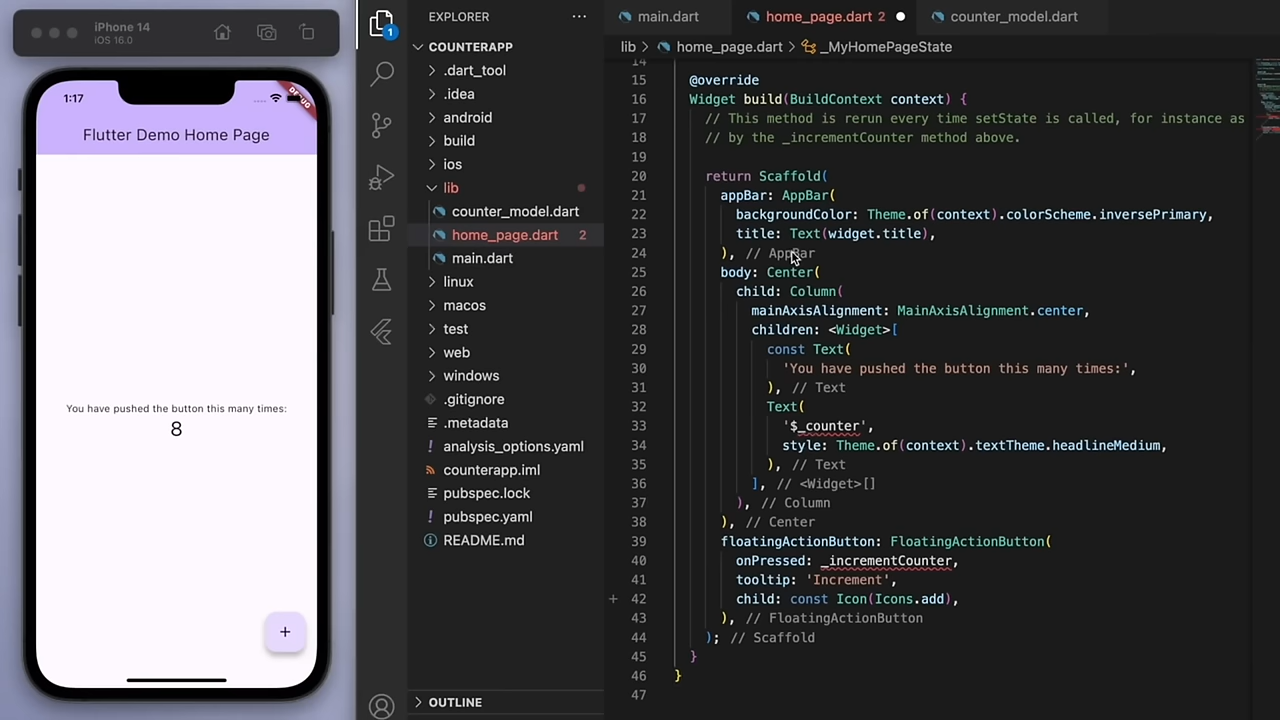 iPhone 14
iOS 16.0
1:17
DEBUG
Flutter Demo Home Page
You have pushed the button this many times:
8
+
1
EXPLORER
COUNTERAPP
.dart_tool
.idea
android
build
ios
lib
counter_model.dart
home_page.dart 2
main.dart
linux
macos
test
web
windows
.gitignore
.metadata
! analysis_options.yaml
counterapp.iml
pubspec.lock
! pubspec.yaml
README.md
OUTLINE
main.dart
home_page.dart 2
counter_model.dart
lib > home_page.dart > _MyHomePageState
14
15 @override
16 Widget build(BuildContext context) {
17 // This method is rerun every time setState is called, for instance as
18 // by the _incrementCounter method above.
19
20 return Scaffold(
21 appBar: AppBar(
22 backgroundColor: Theme.of(context).colorScheme.inversePrimary,
23 title: Text(widget.title),
24 ), // AppBar
25 body: Center(
26 child: Column(
27 mainAxisAlignment: MainAxisAlignment.center,
28 children: <Widget>[
29 const Text(
30 'You have pushed the button this many times:',
31 ), // Text
32 Text(
33 '$_counter',
34 style: Theme.of(context).textTheme.headlineMedium,
35 ), // Text
36 ], // <Widget>[]
37 ), // Column
38 ), // Center
39 floatingActionButton: FloatingActionButton(
40 onPressed: _incrementCounter,
41 tooltip: 'Increment',
42 child: const Icon(Icons.add),
43 ), // FloatingActionButton
44 ); // Scaffold
45 }
46 }
47